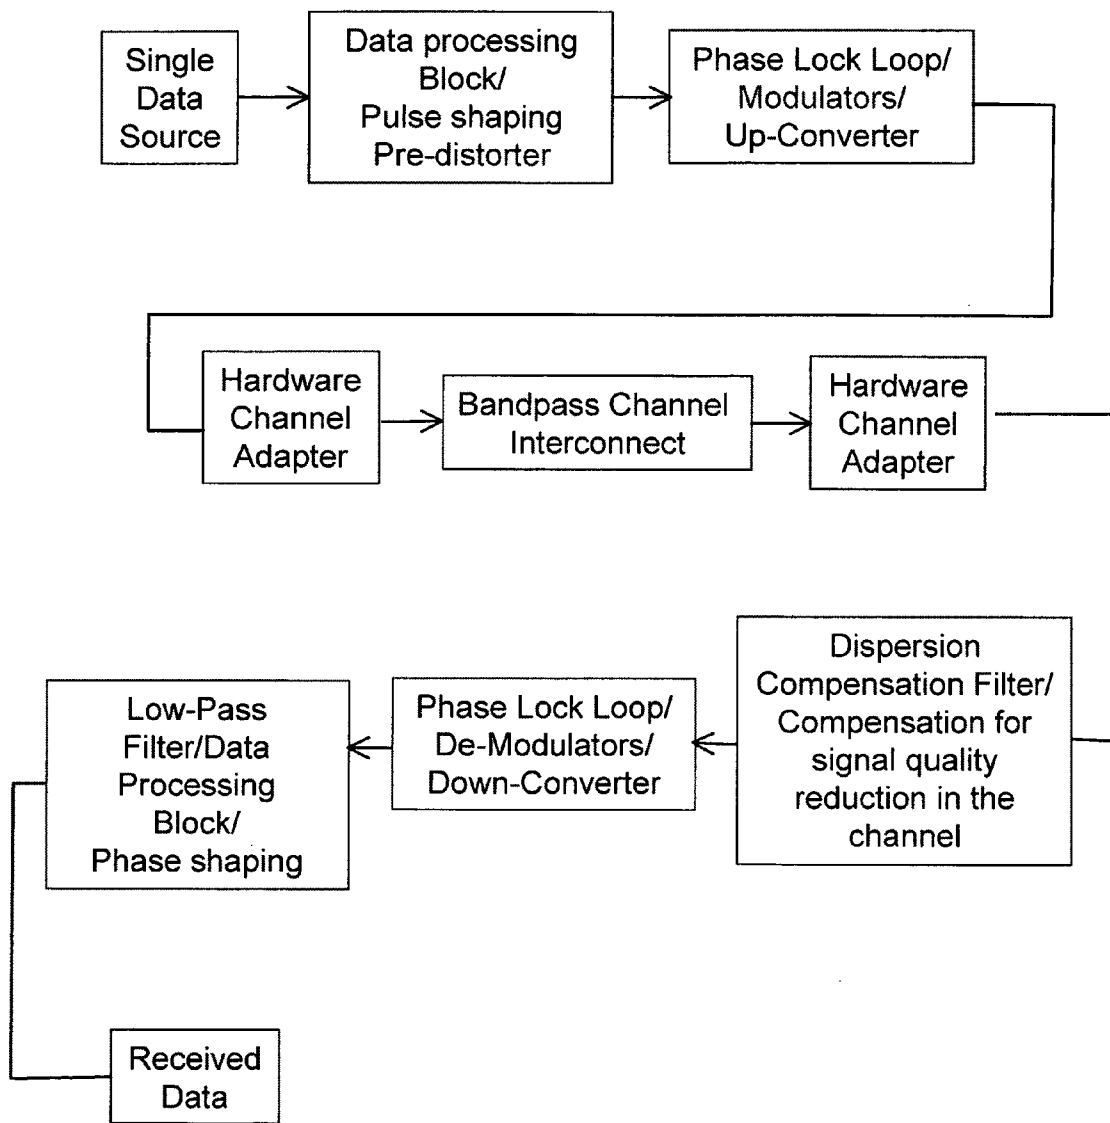 Single
Data
Source
Data processing
Block/
Pulse shaping
Pre-distorter
Phase Lock Loop/
Modulators/
Up-Converter
Hardware
Channel
Adapter
Bandpass Channel
Interconnect
Hardware
Channel
Adapter
Dispersion
Compensation Filter/
Compensation for
signal quality
reduction in the
channel
Phase Lock Loop/
De-Modulators/
Down-Converter
Low-Pass
Filter/Data
Processing
Block/
Phase shaping
Received
Data